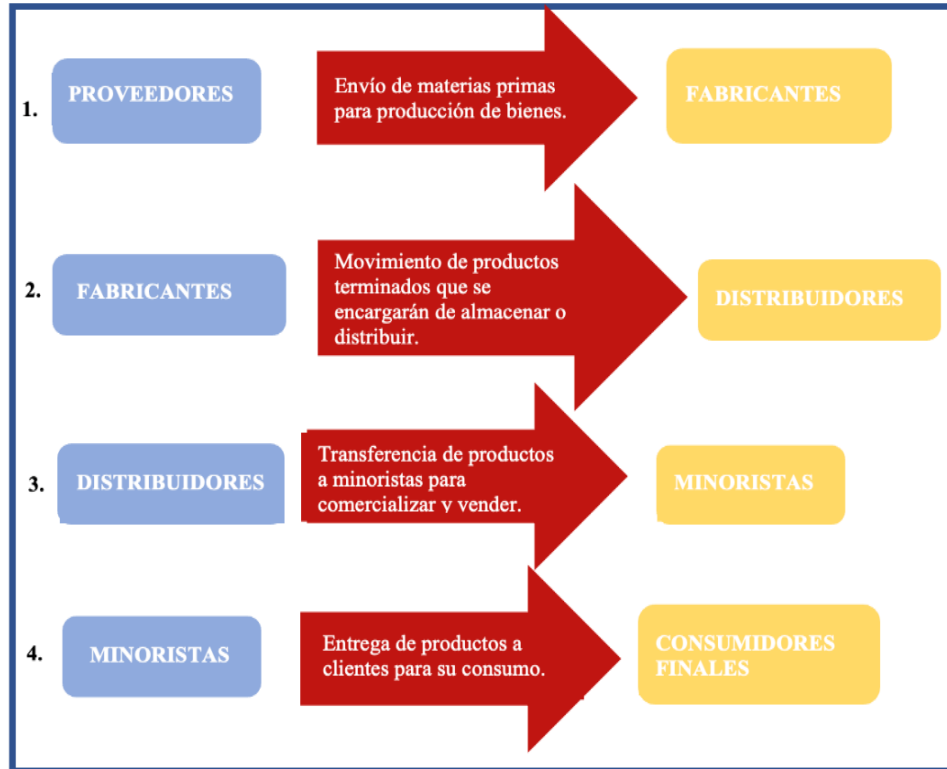 1.
PROVEEDORES
Envío de materias primas
para producción de bienes.
FABRICANTES
2.
FABRICANTES
Movimiento de productos
terminados que se
encargarán de almacenar o
distribuir.
DISTRIBUIDORES
3.
DISTRIBUIDORES
Transferencia de productos
a minoristas para
comercializar y vender.
MINORISTAS
4.
MINORISTAS
Entrega de productos a
clientes para su consumo.
CONSUMIDORES
FINALES